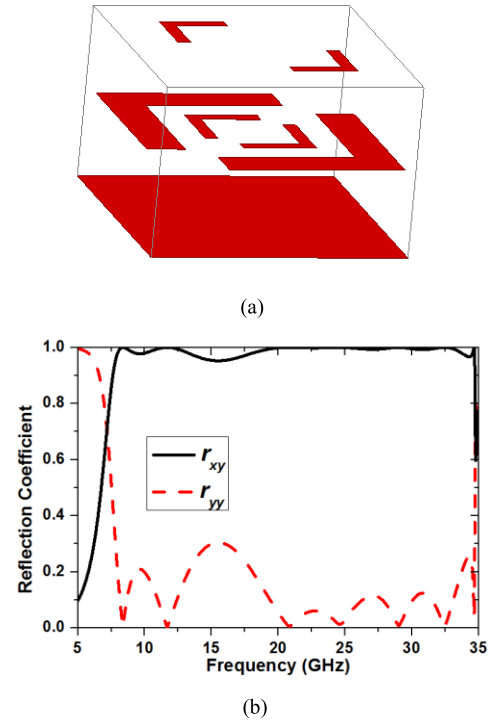 (a)
1.0
0.8
0.6
0.4
0.2
0.0
Reflection Coefficient
r_xy
r_yy
5 10 15 20 25 30 35
Frequency (GHz)
(b)